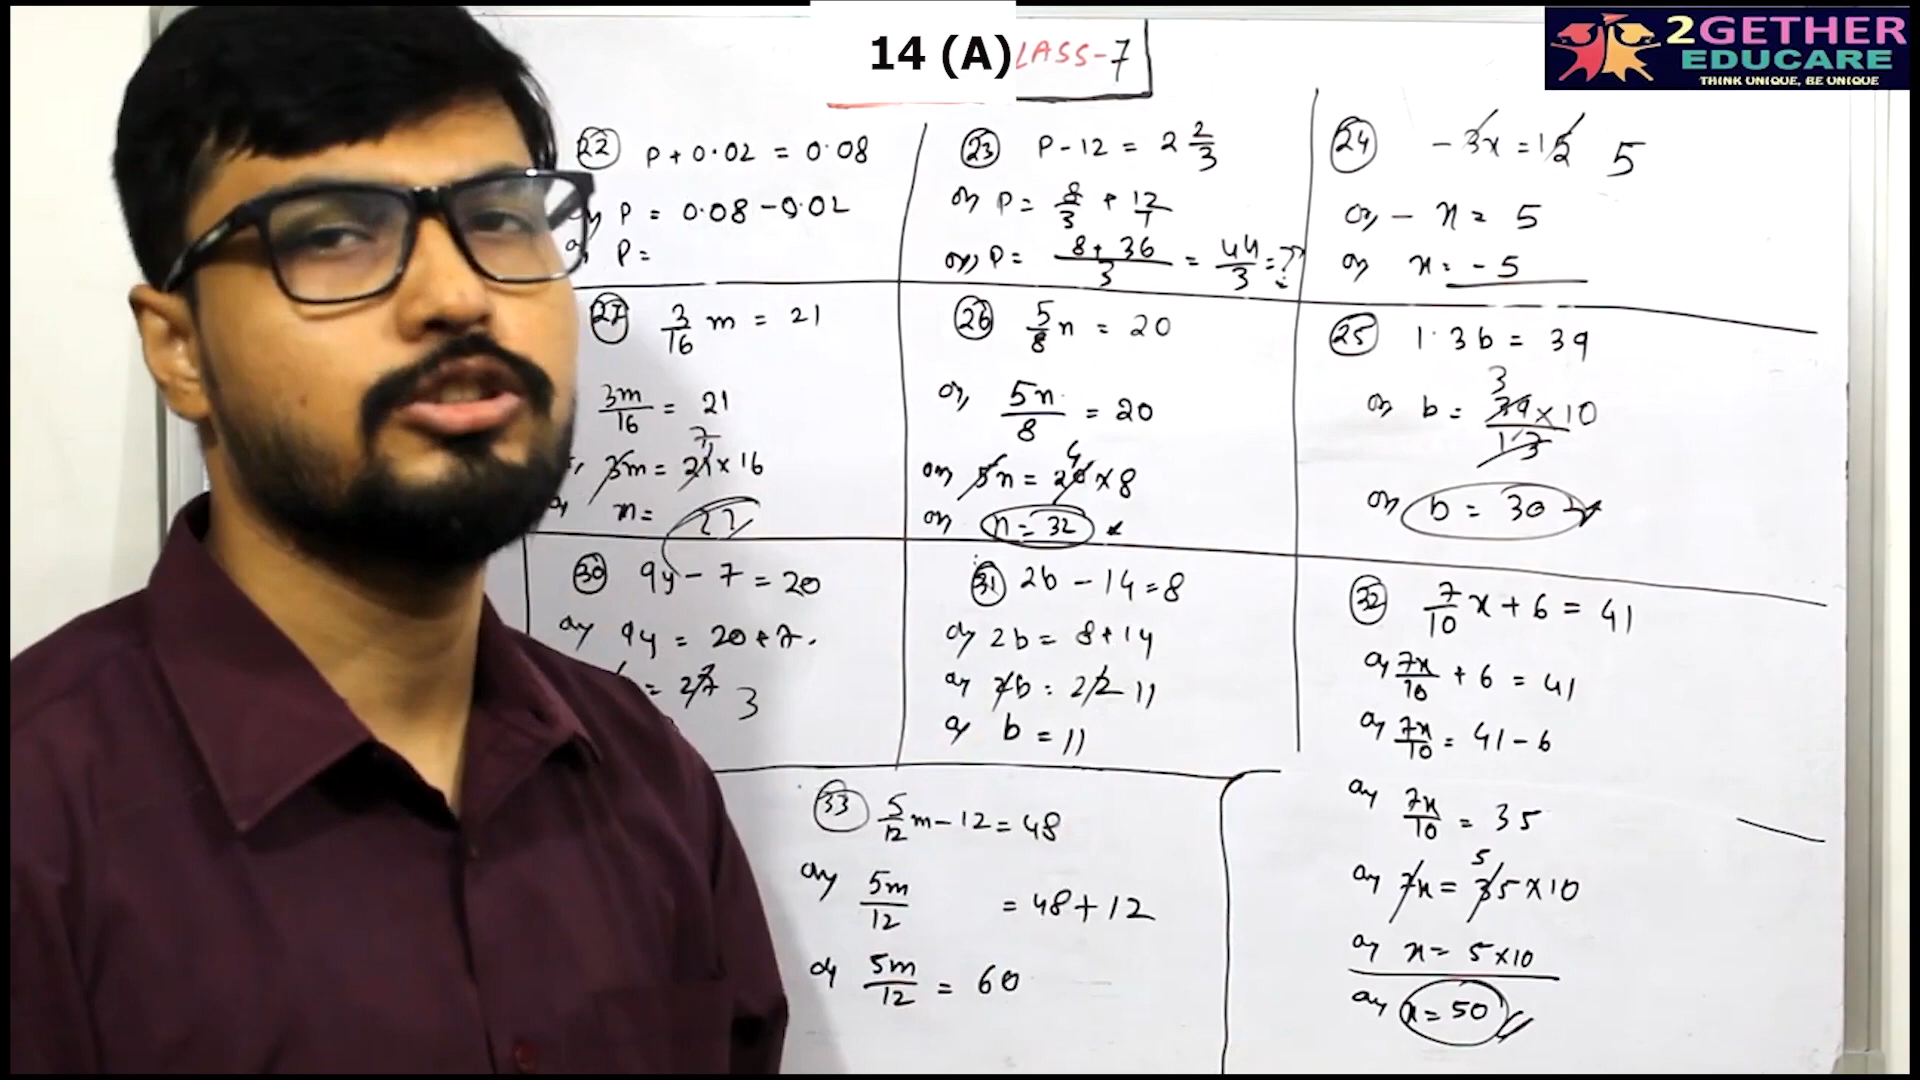 14 (A)
LASS-7
2GETHER
EDUCARE
THINK UNIQUE, BE UNIQUE
22 P + 0.02 = 0.08
P = 0.08 - 0.02
P =
23 P - 12 = 2 2/3
or P = 8/3 + 12/1
or, P = 8 + 36/3 = 44/3 = ??
24 - 3x = 15 5
or, - x = 5
or x = - 5
27 3/16 m = 21
3m/16 = 21
7
3m = 21 x 16
m =
26 5/8 n = 20
or, 5n/8 = 20
4
or 5n = 20 x 8
or n = 32
25 1.3b = 39
3
or b = 39 x 10/13
or b = 30
30 9y - 7 = 20
or 9y = 20 + 7.
= 27 3
31 2b - 14 = 8
or 2b = 8 + 14
or 2b = 22 11
or b = 11
32 7/10 x + 6 = 41
or 7x/10 + 6 = 41
or 7x/10 = 41 - 6
or 7x/10 = 35
5
or 7x = 35 x 10
or x = 5 x 10
or x = 50
33 5/12 m - 12 = 48
or 5m/12 = 48 + 12
or 5m/12 = 60